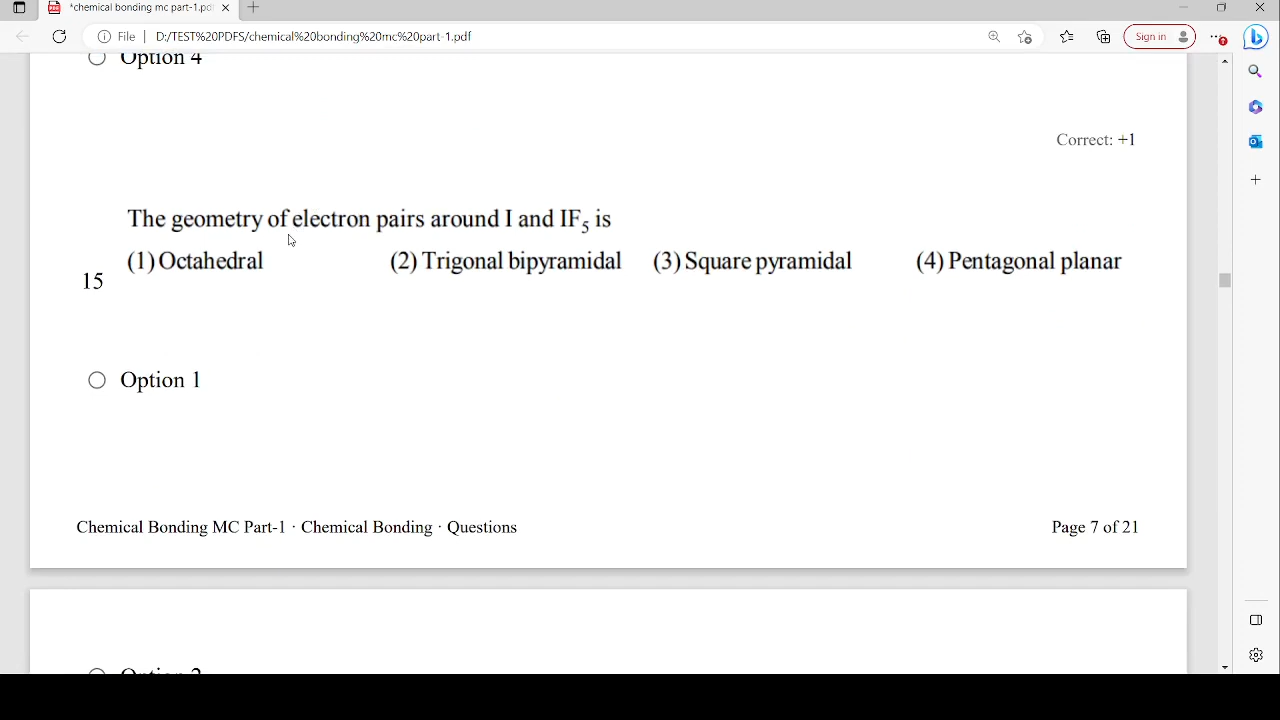 *chemical bonding mc part-1.pd
File | D:/TEST%20PDFS/chemical%20bonding%20mc%20part-1.pdf
Sign in
Option 4
Correct: +1
The geometry of electron pairs around I and IF5 is
(1) Octahedral (2) Trigonal bipyramidal (3) Square pyramidal (4) Pentagonal planar
15
Option 1
Chemical Bonding MC Part-1 · Chemical Bonding · Questions Page 7 of 21
Option 2